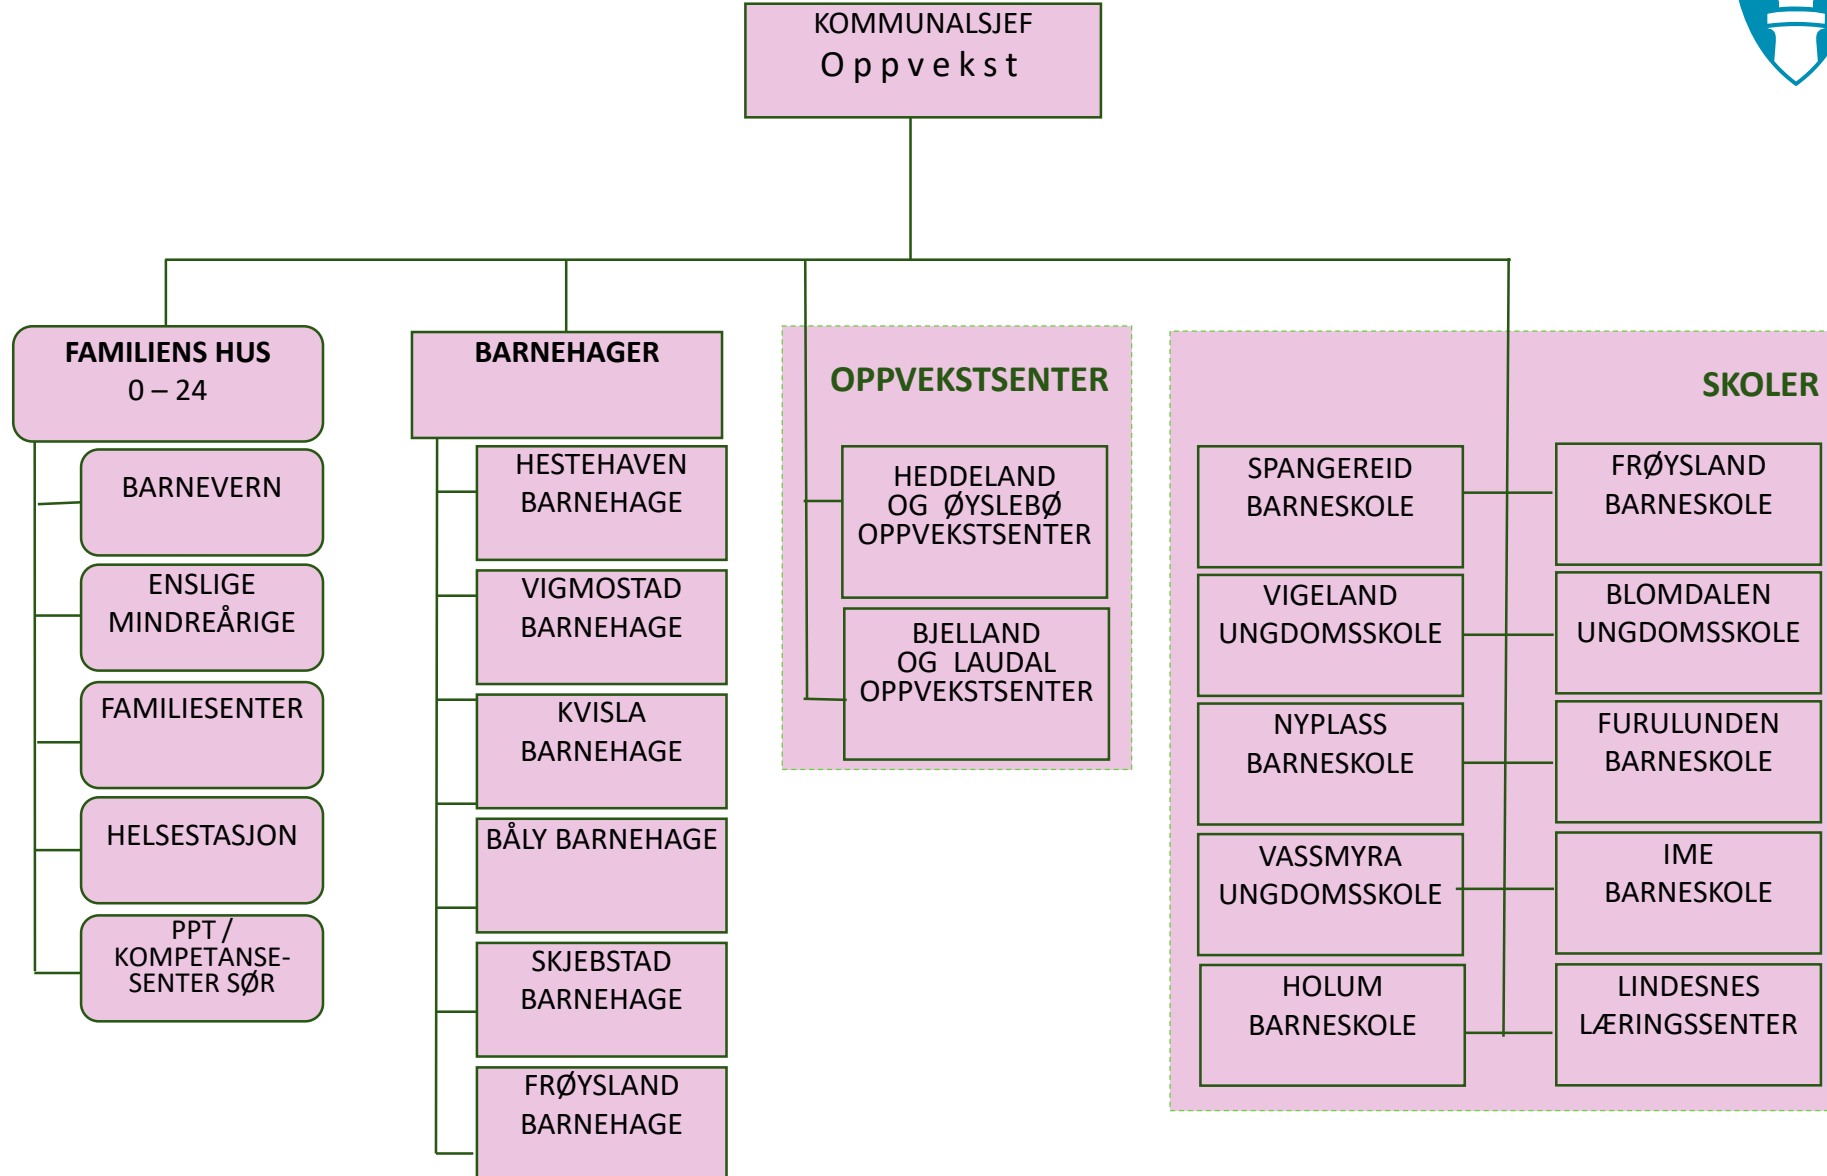 KOMMUNALSJEF
Oppvekst
FAMILIENS HUS
0 – 24
BARNEVERN
ENSLIGE
MINDREÅRIGE
FAMILIESENTER
HELSESTASJON
PPT /
KOMPETANSE-
SENTER SØR
BARNEHAGER
HESTEHAVEN
BARNEHAGE
VIGMOSTAD
BARNEHAGE
KVISLA
BARNEHAGE
BÅLY BARNEHAGE
SKJEBSTAD
BARNEHAGE
FRØYSLAND
BARNEHAGE
OPPVEKSTSENTER
HEDDELAND
OG ØYSLEBØ
OPPVEKSTSENTER
BJELLAND
OG LAUDAL
OPPVEKSTSENTER
SKOLER
SPANGEREID
BARNESKOLE
VIGELAND
UNGDOMSSKOLE
NYPLASS
BARNESKOLE
VASSMYRA
UNGDOMSSKOLE
HOLUM
BARNESKOLE
FRØYSLAND
BARNESKOLE
BLOMDALEN
UNGDOMSSKOLE
FURULUNDEN
BARNESKOLE
IME
BARNESKOLE
LINDESNES
LÆRINGSSENTER